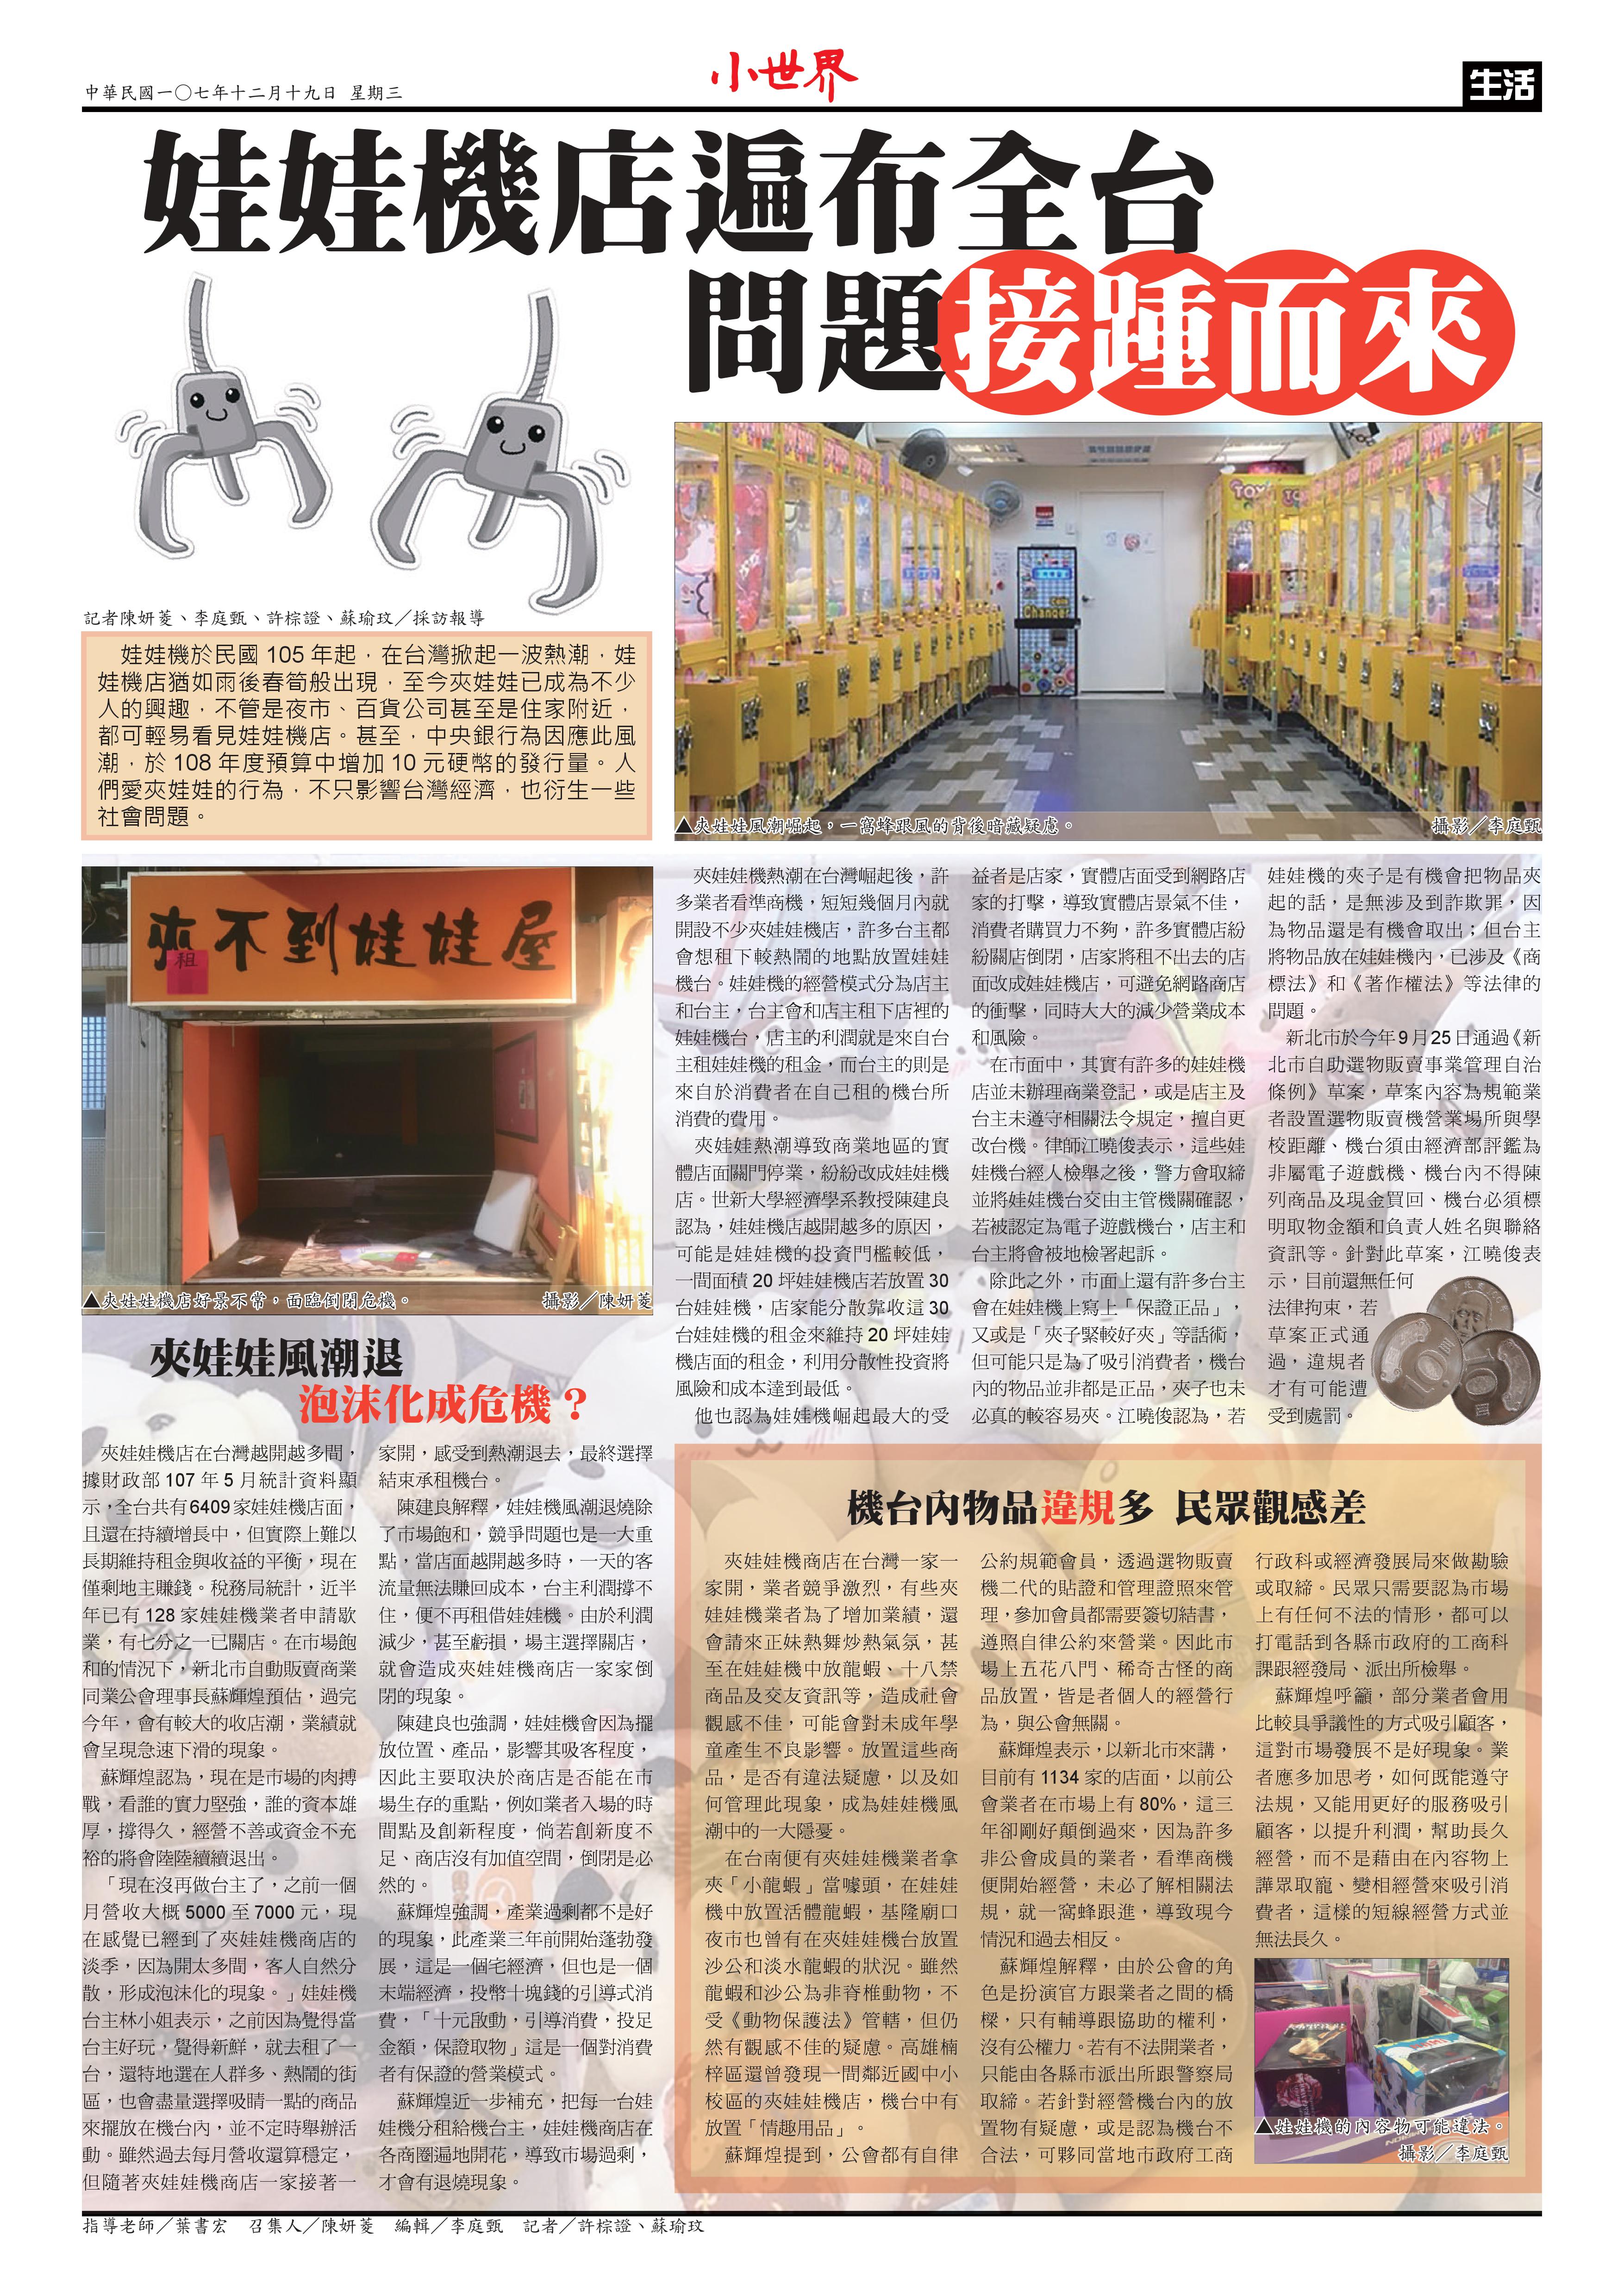 中華民國一〇七年十二月十九日 星期三
小世界
生活
娃娃機店遍布全台
問題接踵而來
記者陳妍菱、李庭甄、許棕證、蘇瑜玟／採訪報導
娃娃機於民國 105 年起，在台灣掀起一波熱潮，娃
娃機店猶如雨後春筍般出現，至今夾娃娃已成為不少
人的興趣，不管是夜市、百貨公司甚至是住家附近，
都可輕易看見娃娃機店。甚至，中央銀行為因應此風
潮，於 108 年度預算中增加 10 元硬幣的發行量。人
們愛夾娃娃的行為，不只影響台灣經濟，也衍生一些
社會問題。
TOY
Coin
Changer
▲夾娃娃風潮崛起，一窩蜂跟風的背後暗藏疑慮。 攝影／李庭甄
夾不到娃娃屋
租
▲夾娃娃機店好景不常，面臨倒閉危機。 攝影／陳妍菱
夾娃娃機熱潮在台灣崛起後，許
多業者看準商機，短短幾個月內就
開設不少夾娃娃機店，許多台主都
會想租下較熱鬧的地點放置娃娃
機台。娃娃機的經營模式分為店主
和台主，台主會和店主租下店裡的
娃娃機台，店主的利潤就是來自台
主租娃娃機的租金，而台主的則是
來自於消費者在自己租的機台所
消費的費用。
夾娃娃熱潮導致商業地區的實
體店面關門停業，紛紛改成娃娃機
店。世新大學經濟學系教授陳建良
認為，娃娃機店越開越多的原因，
可能是娃娃機的投資門檻較低，
一間面積 20 坪娃娃機店若放置 30
台娃娃機，店家能分散靠收這 30
台娃娃機的租金來維持 20 坪娃娃
機店面的租金，利用分散性投資將
風險和成本達到最低。
他也認為娃娃機崛起最大的受
益者是店家，實體店面受到網路店
家的打擊，導致實體店景氣不佳，
消費者購買力不夠，許多實體店紛
紛關店倒閉，店家將租不出去的店
面改成娃娃機店，可避免網路商店
的衝擊，同時大大的減少營業成本
和風險。
在市面中，其實有許多的娃娃機
店並未辦理商業登記，或是店主及
台主未遵守相關法令規定，擅自更
改台機。律師江曉俊表示，這些娃
娃機台經人檢舉之後，警方會取締
並將娃娃機台交由主管機關確認，
若被認定為電子遊戲機台，店主和
台主將會被地檢署起訴。
除此之外，市面上還有許多台主
會在娃娃機上寫上「保證正品」，
又或是「夾子緊較好夾」等話術，
但可能只是為了吸引消費者，機台
內的物品並非都是正品，夾子也未
必真的較容易夾。江曉俊認為，若
娃娃機的夾子是有機會把物品夾
起的話，是無涉及到詐欺罪，因
為物品還是有機會取出；但台主
將物品放在娃娃機內，已涉及《商
標法》和《著作權法》等法律的
問題。
新北市於今年 9 月 25 日通過《新
北市自助選物販賣事業管理自治
條例》草案，草案內容為規範業
者設置選物販賣機營業場所與學
校距離、機台須由經濟部評鑑為
非屬電子遊戲機、機台內不得陳
列商品及現金買回、機台必須標
明取物金額和負責人姓名與聯絡
資訊等。針對此草案，江曉俊表
示，目前還無任何
法律拘束，若
草案正式通
過，違規者
才有可能遭
受到處罰。
夾娃娃風潮退
泡沫化成危機？
夾娃娃機店在台灣越開越多間，
據財政部 107 年 5 月統計資料顯
示，全台共有 6409 家娃娃機店面，
且還在持續增長中，但實際上難以
長期維持租金與收益的平衡，現在
僅剩地主賺錢。稅務局統計，近半
年已有 128 家娃娃機業者申請歇
業，有七分之一已關店。在市場飽
和的情況下，新北市自動販賣商業
同業公會理事長蘇輝煌預估，過完
今年，會有較大的收店潮，業績就
會呈現急速下滑的現象。
蘇輝煌認為，現在是市場的肉搏
戰，看誰的實力堅強，誰的資本雄
厚，撐得久，經營不善或資金不充
裕的將會陸陸續續退出。
「現在沒再做台主了，之前一個
月營收大概 5000 至 7000 元，現
在感覺已經到了夾娃娃機商店的
淡季，因為開太多間，客人自然分
散，形成泡沫化的現象。」娃娃機
台主林小姐表示，之前因為覺得當
台主好玩，覺得新鮮，就去租了一
台，還特地選在人群多、熱鬧的街
區，也會盡量選擇吸睛一點的商品
來擺放在機台內，並不定時舉辦活
動。雖然過去每月營收還算穩定，
但隨著夾娃娃機商店一家接著一
家開，感受到熱潮退去，最終選擇
結束承租機台。
陳建良解釋，娃娃機風潮退燒除
了市場飽和，競爭問題也是一大重
點，當店面越開越多時，一天的客
流量無法賺回成本，台主利潤撐不
住，便不再租借娃娃機。由於利潤
減少，甚至虧損，場主選擇關店，
就會造成夾娃娃機商店一家家倒
閉的現象。
陳建良也強調，娃娃機會因為擺
放位置、產品，影響其吸客程度，
因此主要取決於商店是否能在市
場生存的重點，例如業者入場的時
間點及創新程度，倘若創新度不
足、商店沒有加值空間，倒閉是必
然的。
蘇輝煌強調，產業過剩都不是好
的現象，此產業三年前開始蓬勃發
展，這是一個宅經濟，但也是一個
末端經濟，投幣十塊錢的引導式消
費，「十元啟動，引導消費，投足
金額，保證取物」這是一個對消費
者有保證的營業模式。
蘇輝煌近一步補充，把每一台娃
娃機分租給機台主，娃娃機商店在
各商圈遍地開花，導致市場過剩，
才會有退燒現象。
機台內物品違規多 民眾觀感差
夾娃娃機商店在台灣一家一
家開，業者競爭激烈，有些夾
娃娃機業者為了增加業績，還
會請來正妹熱舞炒熱氣氛，甚
至在娃娃機中放龍蝦、十八禁
商品及交友資訊等，造成社會
觀感不佳，可能會對未成年學
童產生不良影響。放置這些商
品，是否有違法疑慮，以及如
何管理此現象，成為娃娃機風
潮中的一大隱憂。
在台南便有夾娃娃機業者拿
夾「小龍蝦」當噱頭，在娃娃
機中放置活體龍蝦，基隆廟口
夜市也曾有在夾娃娃機台放置
沙公和淡水龍蝦的狀況。雖然
龍蝦和沙公為非脊椎動物，不
受《動物保護法》管轄，但仍
然有觀感不佳的疑慮。高雄楠
梓區還曾發現一間鄰近國中小
校區的夾娃娃機店，機台中有
放置「情趣用品」。
蘇輝煌提到，公會都有自律
公約規範會員，透過選物販賣
機二代的貼證和管理證照來管
理，參加會員都需要簽切結書，
遵照自律公約來營業。因此市
場上五花八門、稀奇古怪的商
品放置，皆是者個人的經營行
為，與公會無關。
蘇輝煌表示，以新北市來講，
目前有 1134 家的店面，以前公
會業者在市場上有 80%，這三
年卻剛好顛倒過來，因為許多
非公會成員的業者，看準商機
便開始經營，未必了解相關法
規，就一窩蜂跟進，導致現今
情況和過去相反。
蘇輝煌解釋，由於公會的角
色是扮演官方跟業者之間的橋
樑，只有輔導跟協助的權利，
沒有公權力。若有不法開業者，
只能由各縣市派出所跟警察局
取締。若針對經營機台內的放
置物有疑慮，或是認為機台不
合法，可夥同當地市政府工商
行政科或經濟發展局來做勘驗
或取締。民眾只需要認為市場
上有任何不法的情形，都可以
打電話到各縣市政府的工商科
課跟經發局、派出所檢舉。
蘇輝煌呼籲，部分業者會用
比較具爭議性的方式吸引顧客，
這對市場發展不是好現象。業
者應多加思考，如何既能遵守
法規，又能用更好的服務吸引
顧客，以提升利潤，幫助長久
經營，而不是藉由在內容物上
譁眾取寵、變相經營來吸引消
費者，這樣的短線經營方式並
無法長久。
▲娃娃機的內容物可能違法。
攝影／李庭甄
指導老師／葉書宏 召集人／陳妍菱 編輯／李庭甄 記者／許棕證、蘇瑜玟